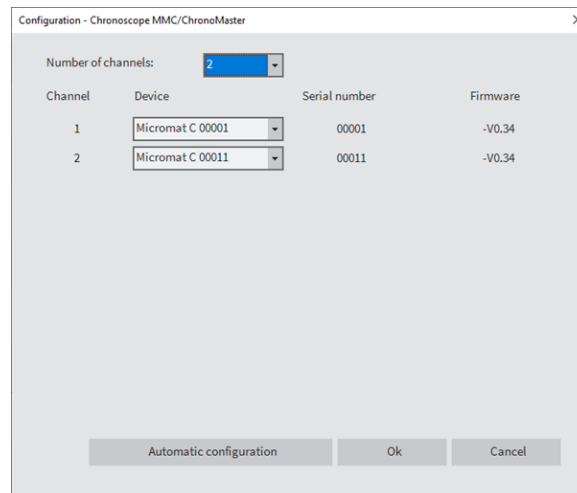 Configuration - Chronoscope MMC/ChronoMaster
Number of channels: 2
Channel Device Serial number Firmware
1 Micromat C 00001 00001 -V0.34
2 Micromat C 00011 00011 -V0.34
Automatic configuration Ok Cancel